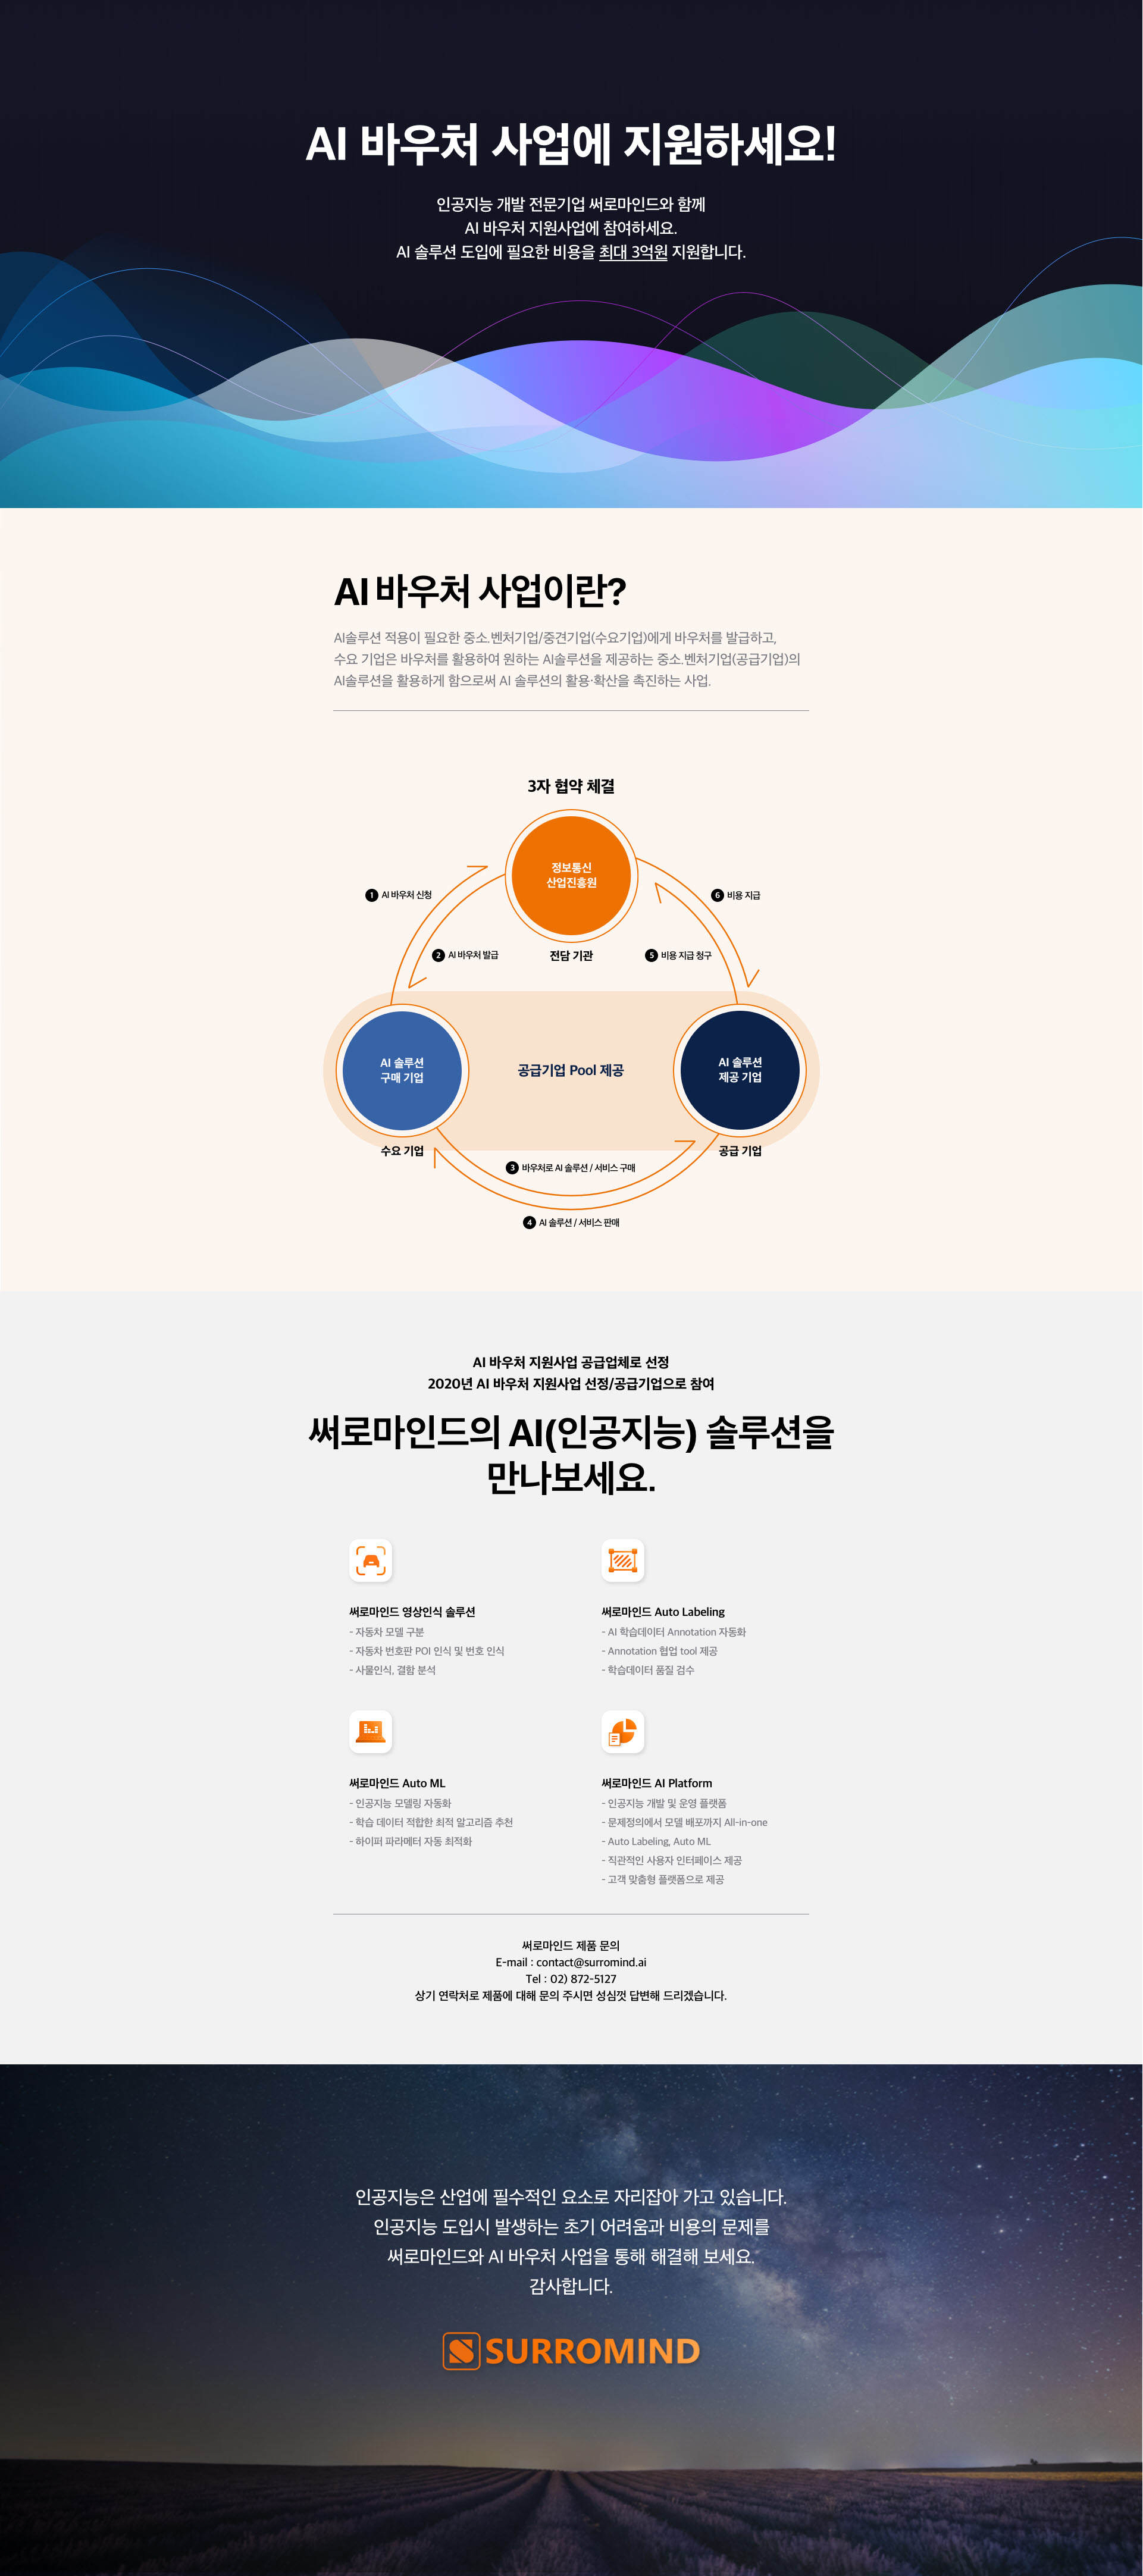 AI 바우처 사업에 지원하세요!
인공지능 개발 전문기업 써로마인드와 함께
AI 바우처 지원사업에 참여하세요.
AI 솔루션 도입에 필요한 비용을 최대 3억원 지원합니다.
AI 바우처 사업이란?
AI솔루션 적용이 필요한 중소.벤처기업/중견기업(수요기업)에게 바우처를 발급하고,
수요 기업은 바우처를 활용하여 원하는 AI솔루션을 제공하는 중소.벤처기업(공급기업)의
AI솔루션을 활용하게 함으로써 AI 솔루션의 활용·확산을 촉진하는 사업.
3자 협약 체결
정보통신
산업진흥원
1 AI 바우처 신청
6 비용 지급
2 AI 바우처 발급
전담 기관
5 비용 지급 청구
AI 솔루션
구매 기업
공급기업 Pool 제공
AI 솔루션
제공 기업
수요 기업
공급 기업
3 바우처로 AI 솔루션 / 서비스 구매
4 AI 솔루션 / 서비스 판매
AI 바우처 지원사업 공급업체로 선정
2020년 AI 바우처 지원사업 선정/공급기업으로 참여
써로마인드의 AI(인공지능) 솔루션을
만나보세요.
써로마인드 영상인식 솔루션
- 자동차 모델 구분
- 자동차 번호판 POI 인식 및 번호 인식
- 사물인식, 결함 분석
써로마인드 Auto Labeling
- AI 학습데이터 Annotation 자동화
- Annotation 협업 tool 제공
- 학습데이터 품질 검수
써로마인드 Auto ML
- 인공지능 모델링 자동화
- 학습 데이터 적합한 최적 알고리즘 추천
- 하이퍼 파라메터 자동 최적화
써로마인드 AI Platform
- 인공지능 개발 및 운영 플랫폼
- 문제정의에서 모델 배포까지 All-in-one
- Auto Labeling, Auto ML
- 직관적인 사용자 인터페이스 제공
- 고객 맞춤형 플랫폼으로 제공
써로마인드 제품 문의
E-mail : contact@surromind.ai
Tel : 02) 872-5127
상기 연락처로 제품에 대해 문의 주시면 성심껏 답변해 드리겠습니다.
인공지능은 산업에 필수적인 요소로 자리잡아 가고 있습니다.
인공지능 도입시 발생하는 초기 어려움과 비용의 문제를
써로마인드와 AI 바우처 사업을 통해 해결해 보세요.
감사합니다.
SURROMIND